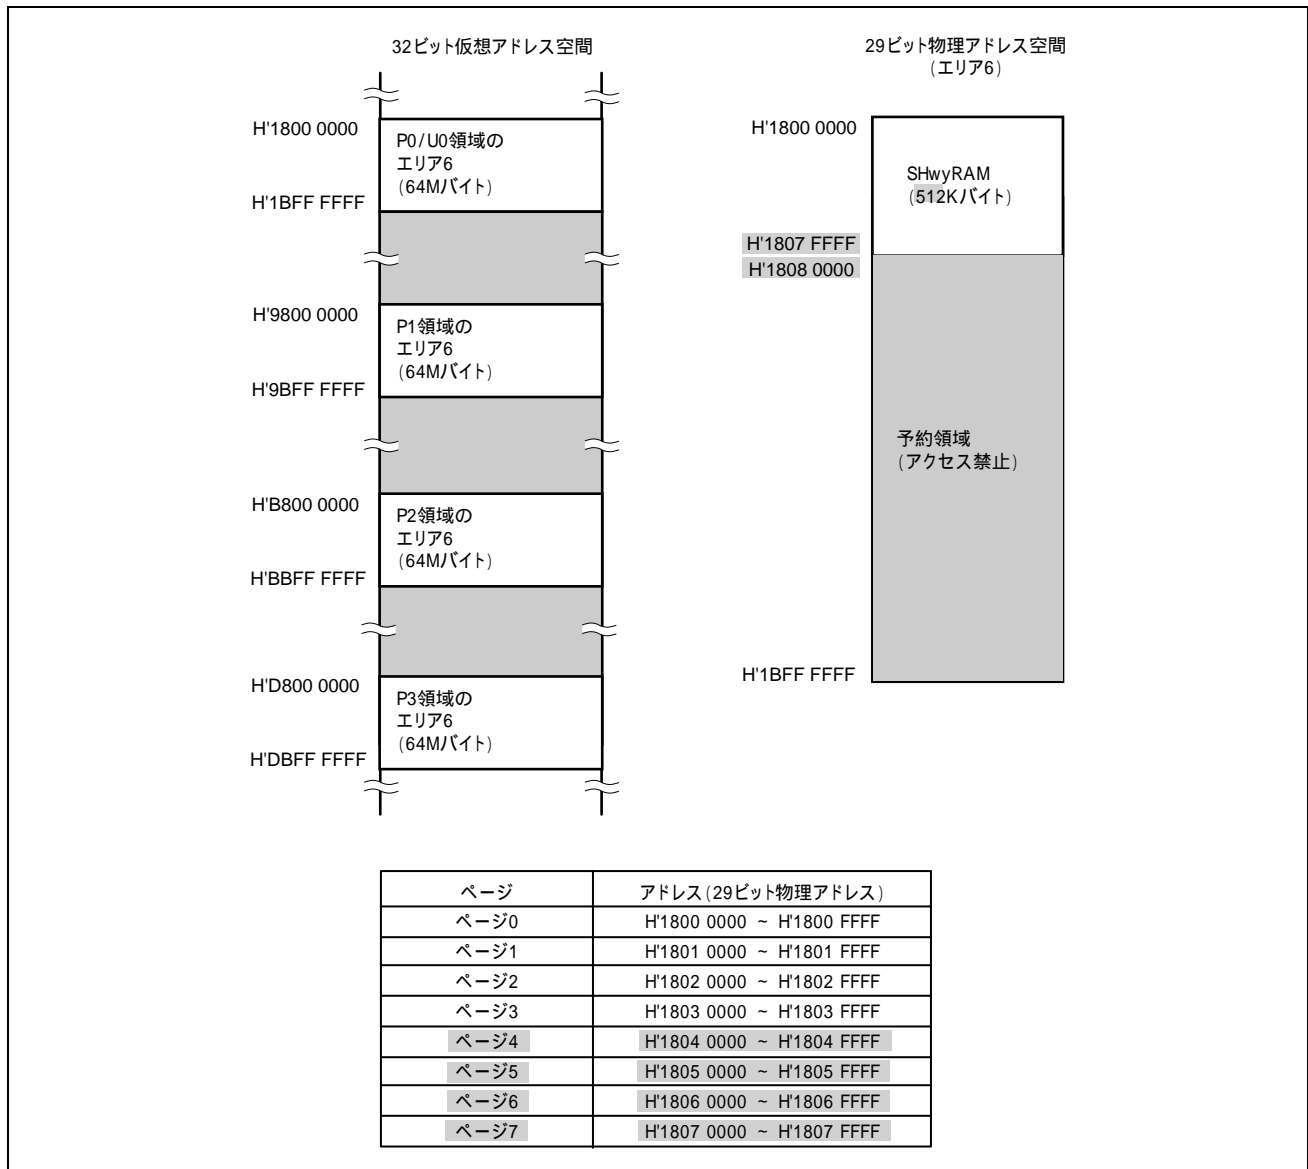 32ビット仮想アドレス空間
H'1800 0000
P0/U0領域の
エリア6
(64Mバイト)
H'1BFF FFFF
H'9800 0000
P1領域の
エリア6
(64Mバイト)
H'9BFF FFFF
H'B800 0000
P2領域の
エリア6
(64Mバイト)
H'BBFF FFFF
H'D800 0000
P3領域の
エリア6
(64Mバイト)
H'DBFF FFFF
29ビット物理アドレス空間
(エリア6)
H'1800 0000
SHwyRAM
(512Kバイト)
H'1807 FFFF
H'1808 0000
予約領域
(アクセス禁止)
H'1BFF FFFF
ページ アドレス(29ビット物理アドレス)
ページ0 H'1800 0000 ~ H'1800 FFFF
ページ1 H'1801 0000 ~ H'1801 FFFF
ページ2 H'1802 0000 ~ H'1802 FFFF
ページ3 H'1803 0000 ~ H'1803 FFFF
ページ4 H'1804 0000 ~ H'1804 FFFF
ページ5 H'1805 0000 ~ H'1805 FFFF
ページ6 H'1806 0000 ~ H'1806 FFFF
ページ7 H'1807 0000 ~ H'1807 FFFF